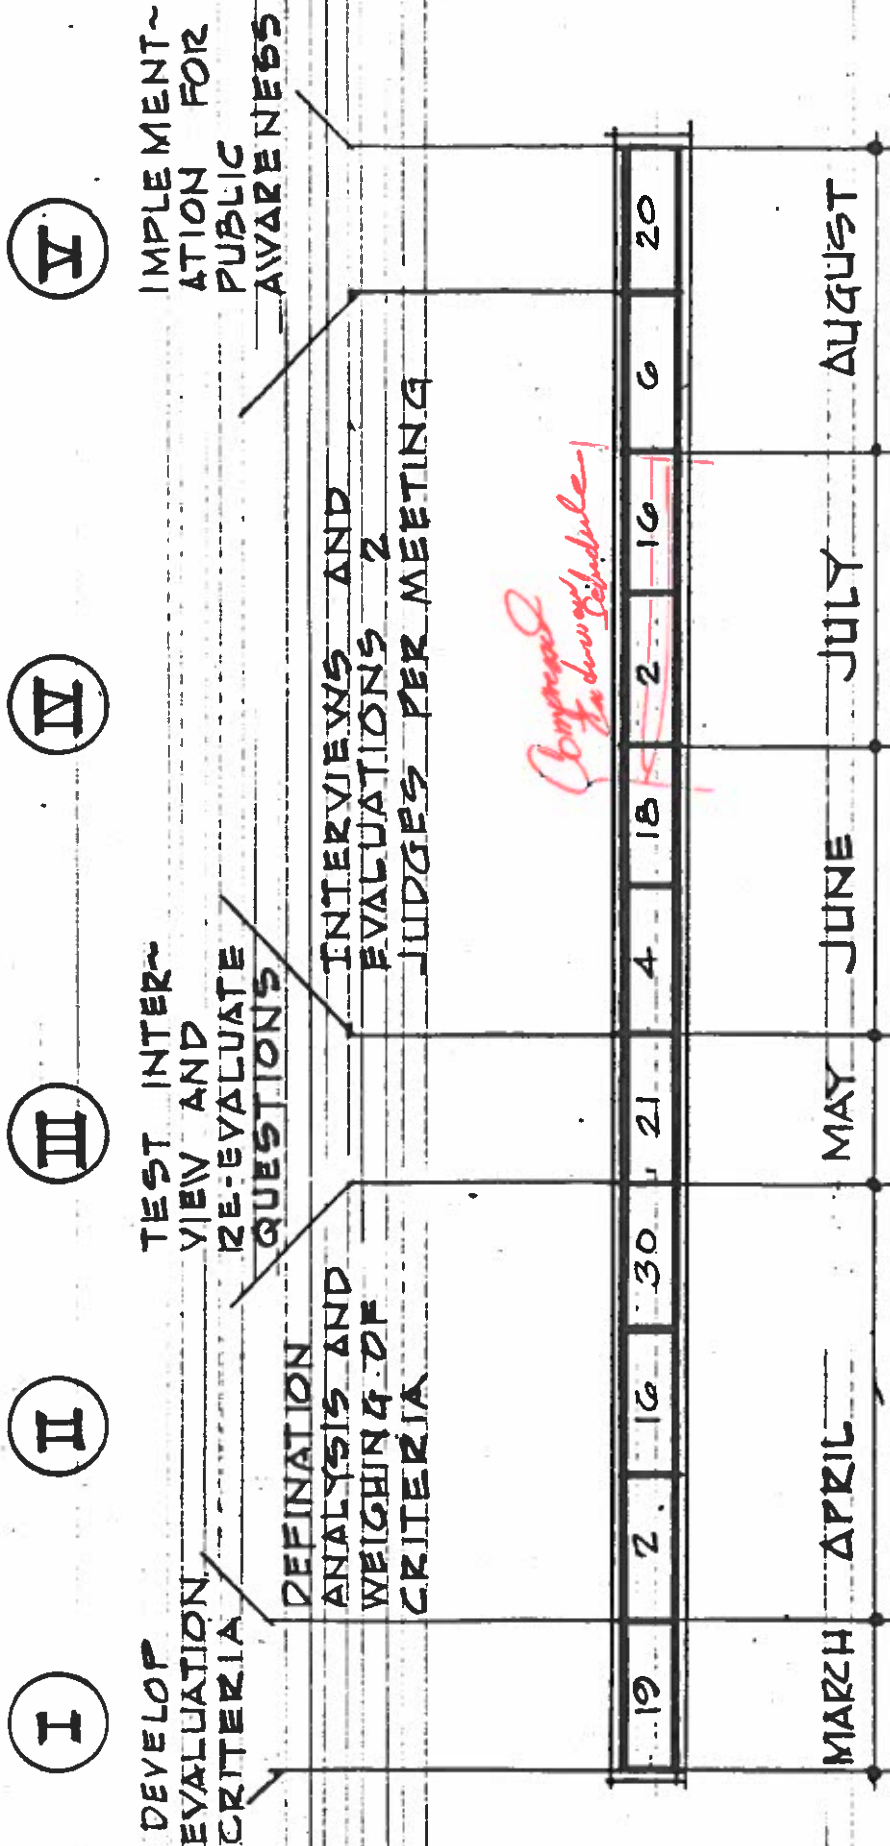 I
DEVELOP
EVALUATION
CRITERIA
II
DEFINATION
ANALYSIS AND
WEIGHING OF
CRITERIA
III
TEST INTER~
VIEW AND
RE-EVALUATE
QUESTIONS
IV
INTERVIEWS AND
EVALUATIONS 2
JUDGES PER MEETING
V
IMPLEMENT~
ATION FOR
PUBLIC
AWARENESS
Schedule
19 2 16 30 21 4 18 2 16 6 20
MARCH APRIL MAY JUNE JULY AUGUST